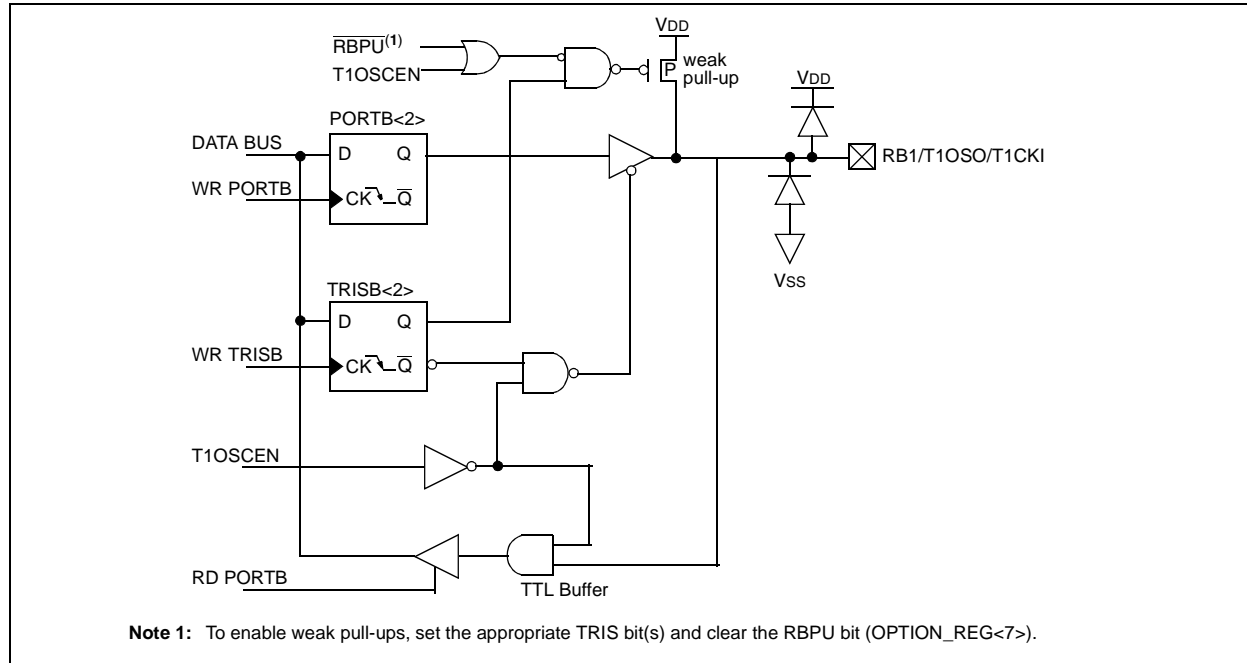 VDD
RBPU(1)
T1OSCEN
P
weak
pull-up
VDD
PORTB<2>
DATA BUS
D Q
RB1/T1OSO/T1CKI
WR PORTB
CK Q
VSS
TRISB<2>
D Q
WR TRISB
CK Q
T1OSCEN
RD PORTB
TTL Buffer
Note 1: To enable weak pull-ups, set the appropriate TRIS bit(s) and clear the RBPU bit (OPTION_REG<7>).